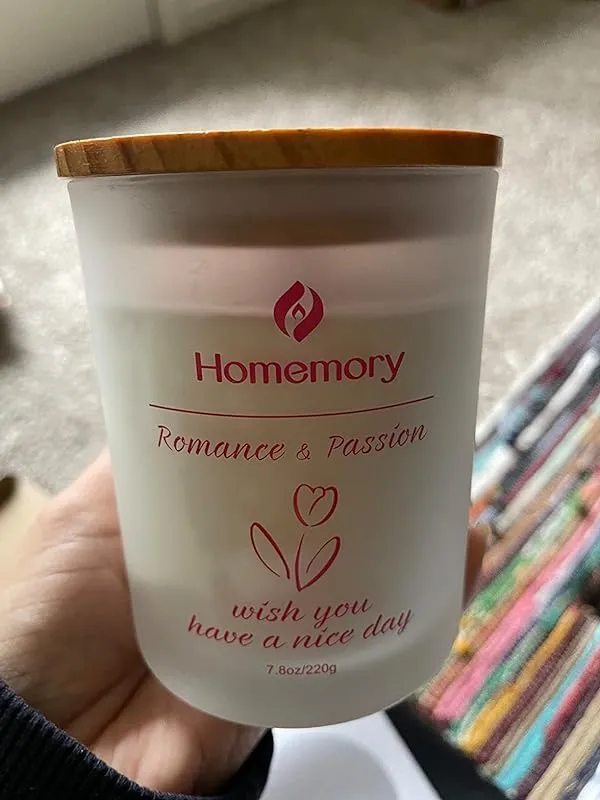 Homemory
Romance & Passion
wish you
have a nice day
7.8oz/220g